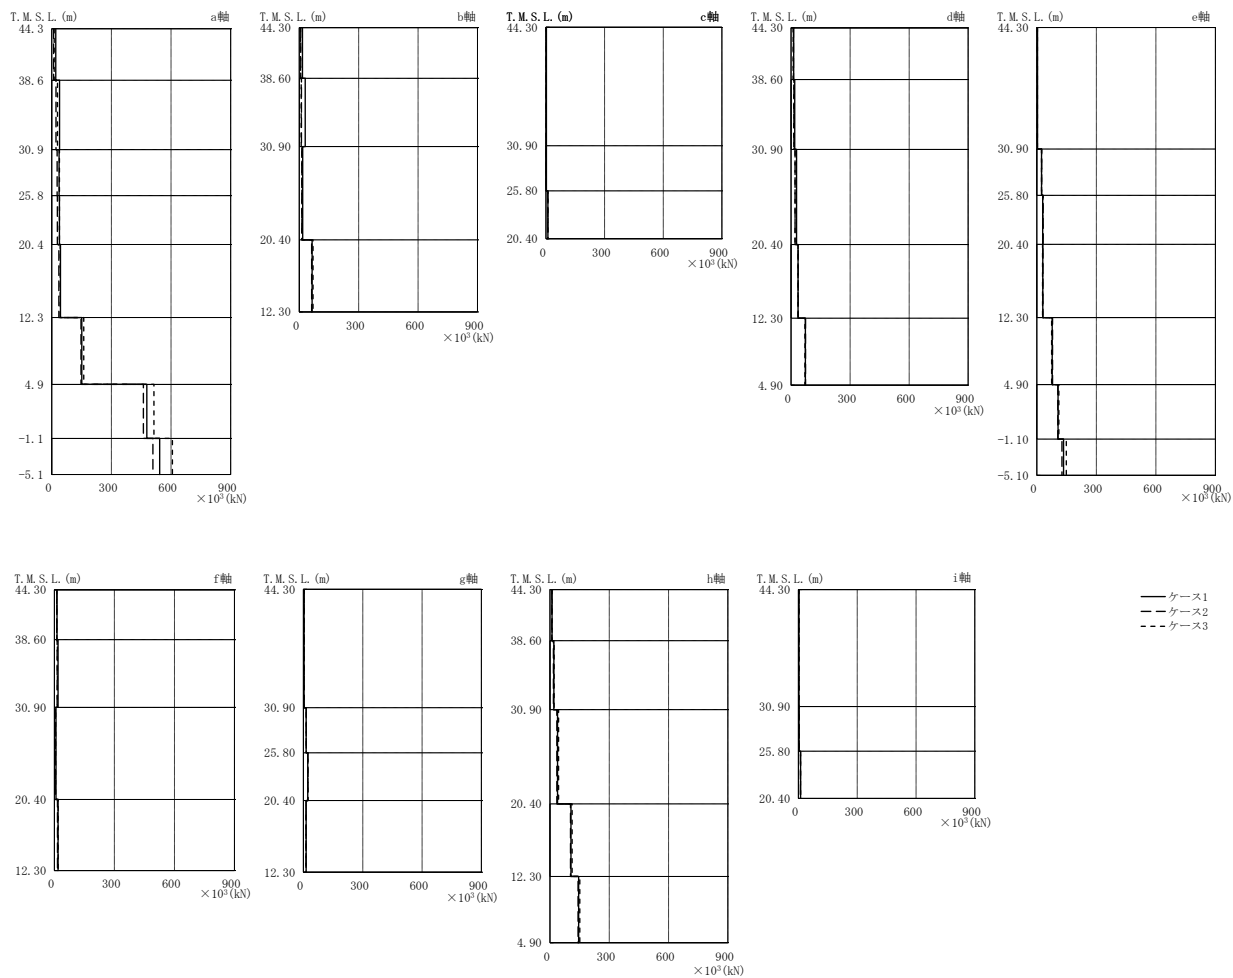 T.M.S.L.(m) a軸
44.3
38.6
30.9
25.8
20.4
12.3
4.9
-1.1
-5.1
0 300 600 900
×10³(kN)
T.M.S.L.(m) b軸
44.30
38.60
30.90
20.40
12.30
0 300 600 900
×10³(kN)
T.M.S.L.(m) c軸
44.30
30.90
25.80
20.40
0 300 600 900
×10³(kN)
T.M.S.L.(m) d軸
44.30
38.60
30.90
20.40
12.30
4.90
0 300 600 900
×10³(kN)
T.M.S.L.(m) e軸
44.30
30.90
25.80
20.40
12.30
4.90
-1.10
-5.10
0 300 600 900
×10³(kN)
T.M.S.L.(m) f軸
44.30
38.60
30.90
20.40
12.30
0 300 600 900
×10³(kN)
T.M.S.L.(m) g軸
44.30
30.90
25.80
20.40
12.30
0 300 600 900
×10³(kN)
T.M.S.L.(m) h軸
44.30
38.60
30.90
20.40
12.30
4.90
0 300 600 900
×10³(kN)
T.M.S.L.(m) i軸
44.30
30.90
25.80
20.40
0 300 600 900
×10³(kN)
ケース1
ケース2
ケース3